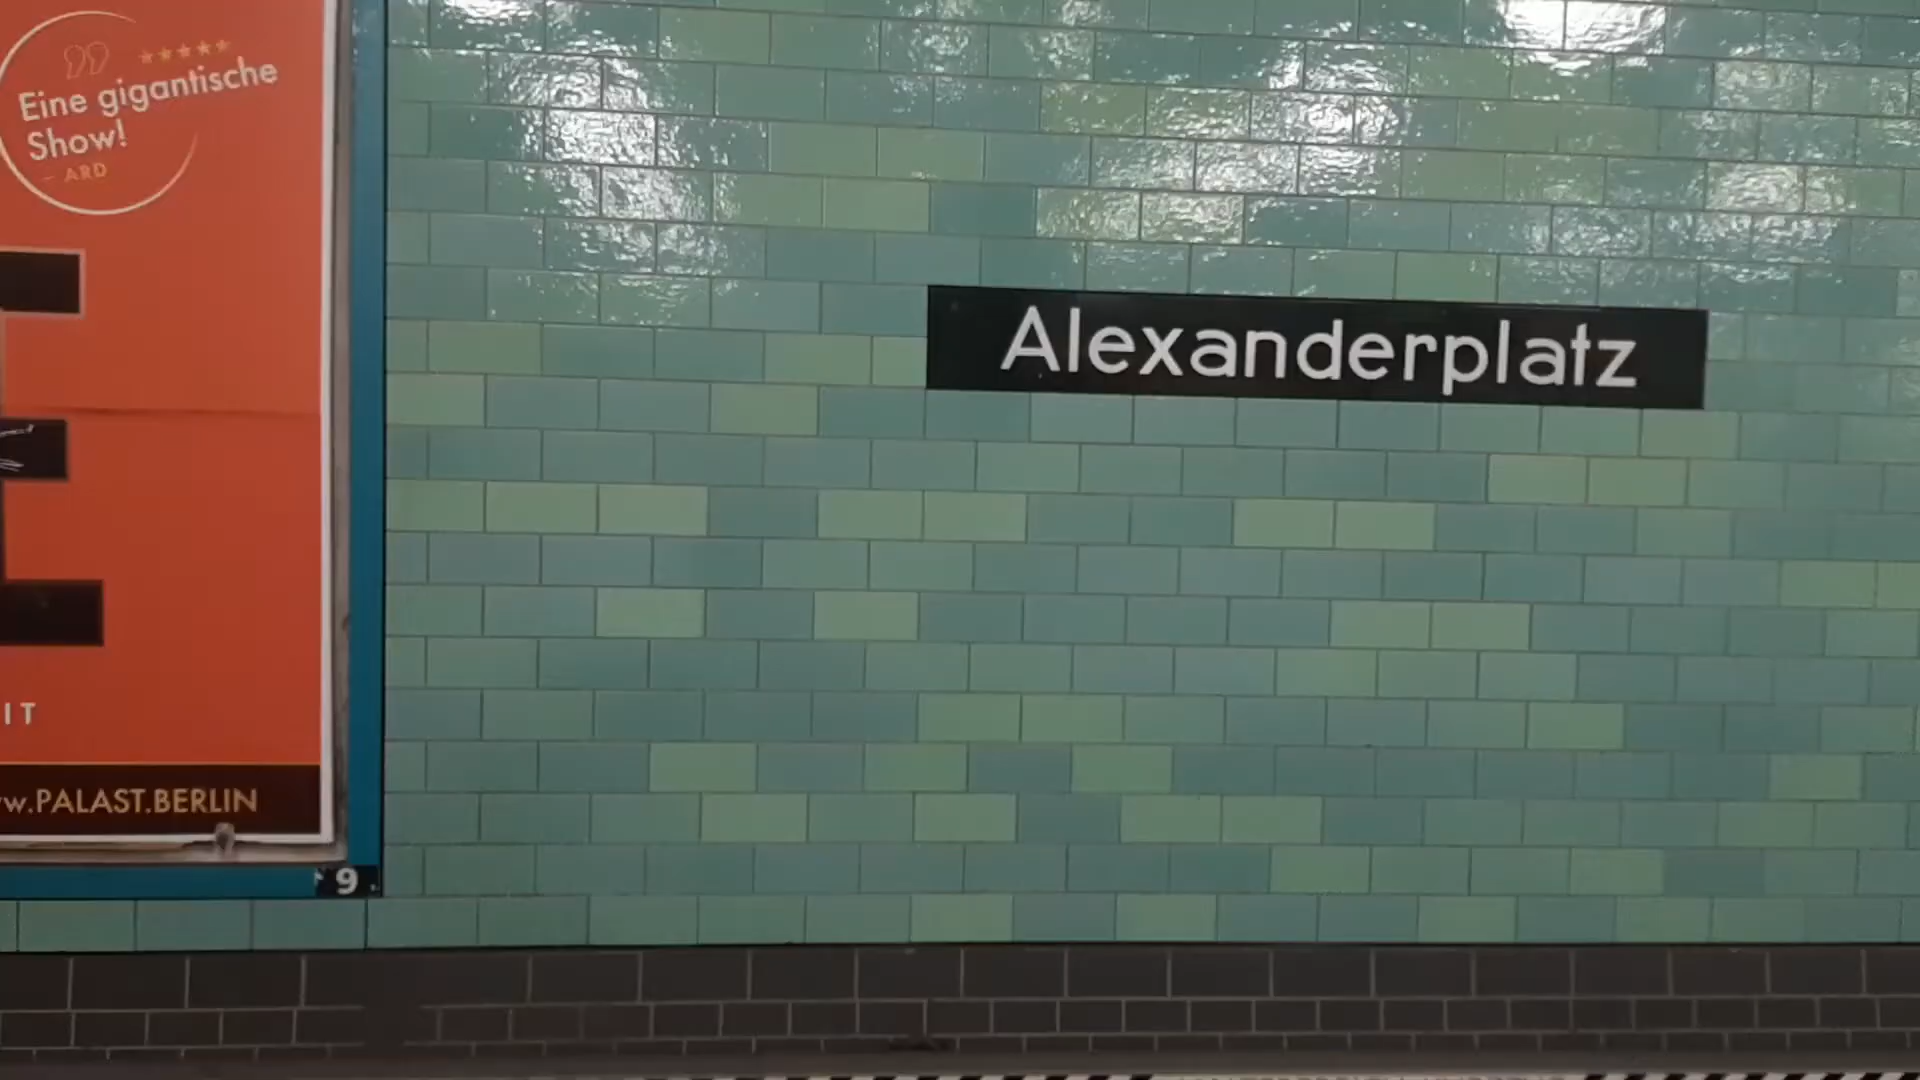 Eine gigantische
Show!
– ARD
IT
w.PALAST.BERLIN
9
Alexanderplatz